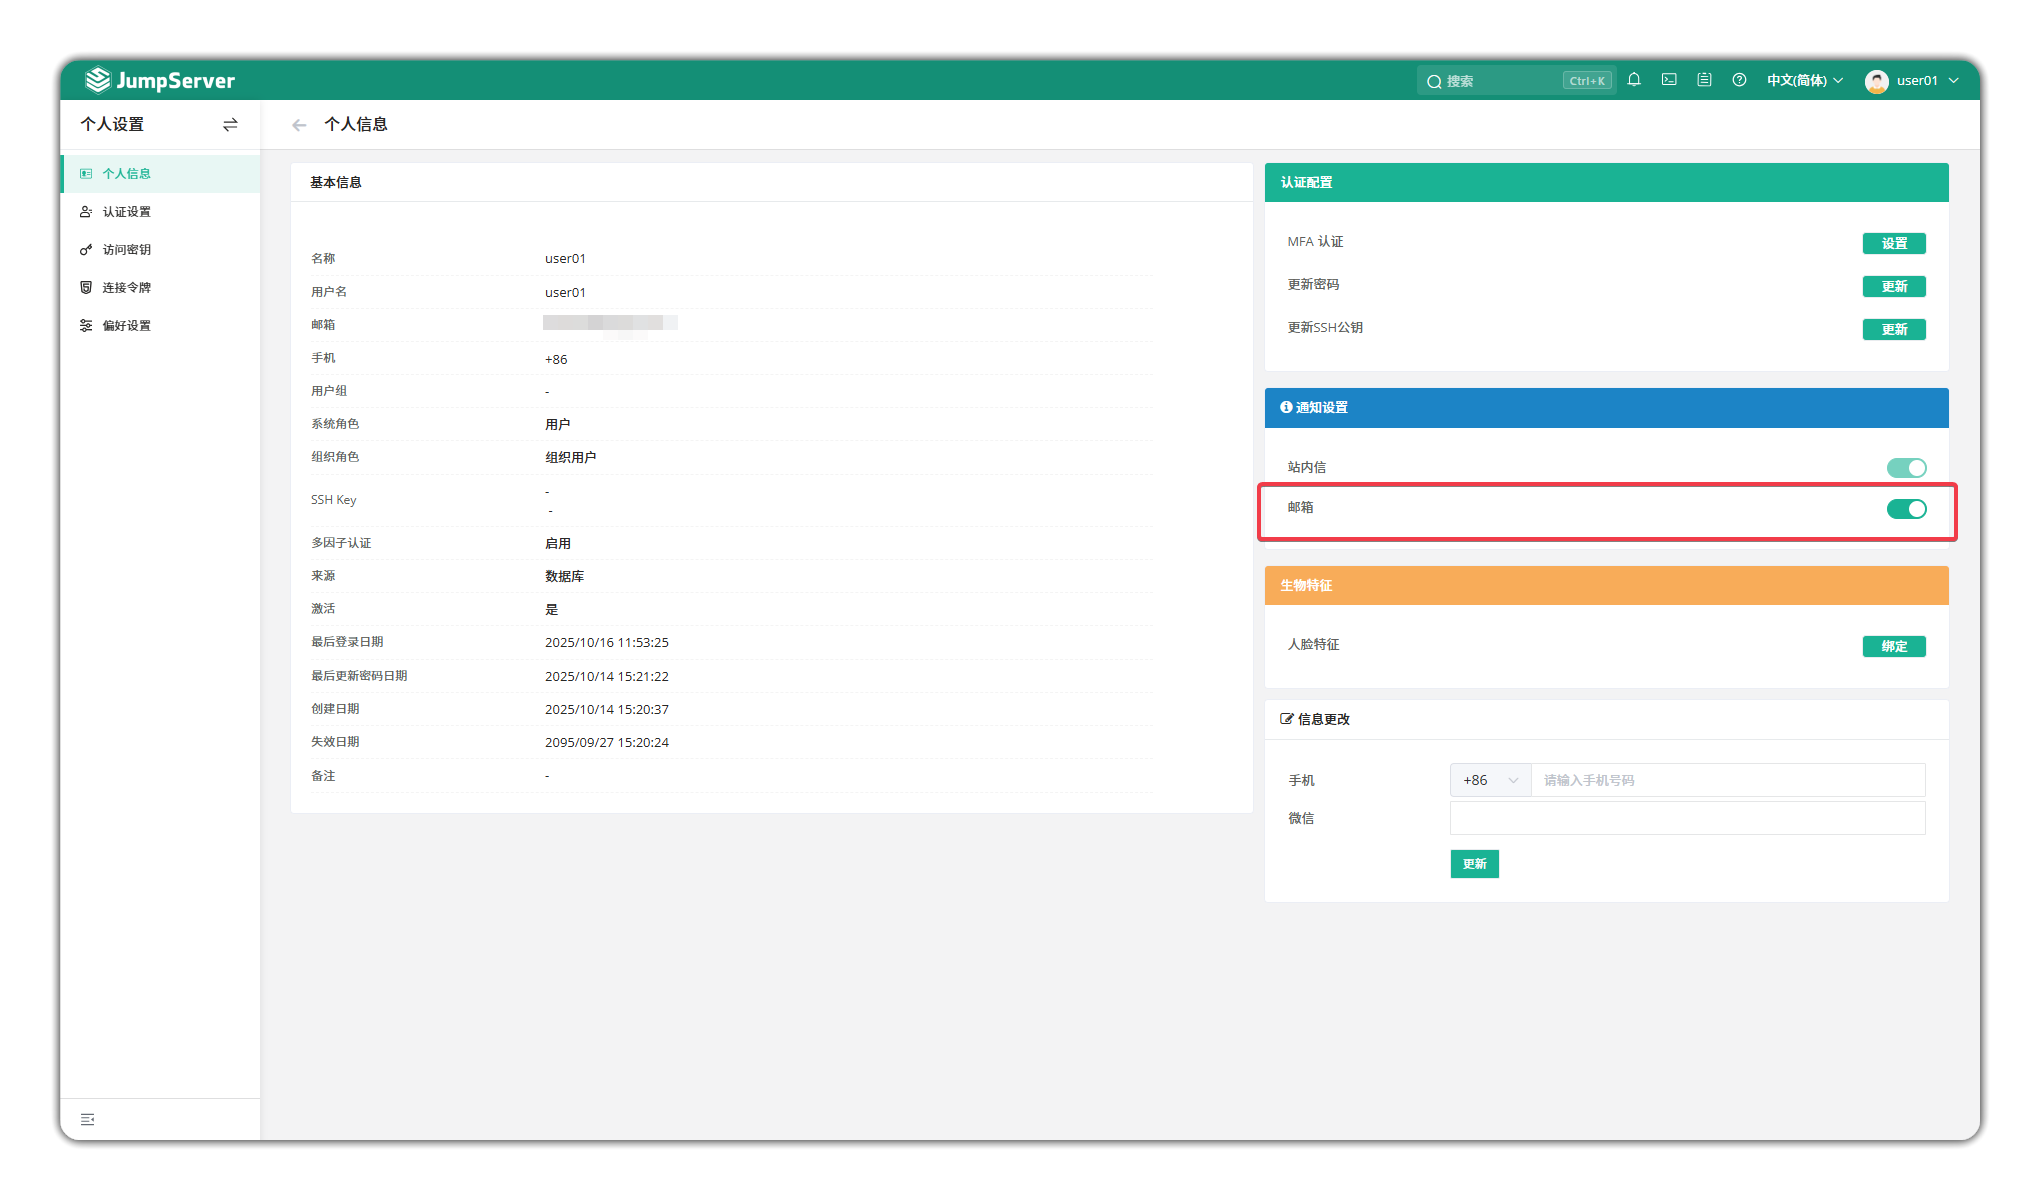 JumpServer
搜索 Ctrl+K 中文(简体) user01
个人设置
个人信息
认证设置
访问密钥
连接令牌
偏好设置
个人信息
基本信息
名称 user01
用户名 user01
邮箱
手机 +86
用户组 -
系统角色 用户
组织角色 组织用户
SSH Key -
-
多因子认证 启用
来源 数据库
激活 是
最后登录日期 2025/10/16 11:53:25
最后更新密码日期 2025/10/14 15:21:22
创建日期 2025/10/14 15:20:37
失效日期 2095/09/27 15:20:24
备注 -
认证配置
MFA 认证 设置
更新密码 更新
更新SSH公钥 更新
通知设置
站内信
邮箱
生物特征
人脸特征 绑定
信息更改
手机 +86 请输入手机号码
微信
更新